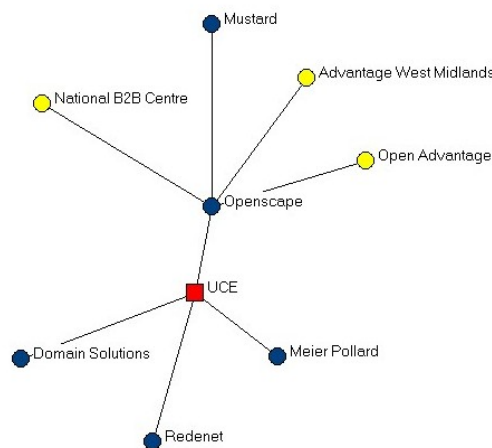 Mustard
Advantage West Midlands
National B2B Centre
Open Advantage
Openscape
UCE
Domain Solutions
Meier Pollard
Redenet